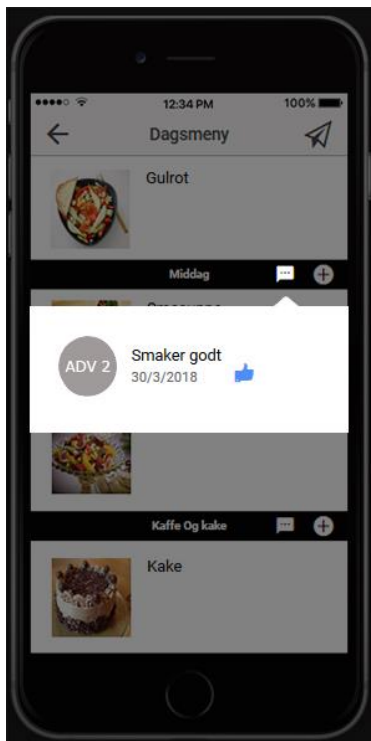 12:34 PM
100%
Dagsmeny
Gulrot
Middag
ADV 2
Smaker godt
30/3/2018
Kaffe Og kake
Kake